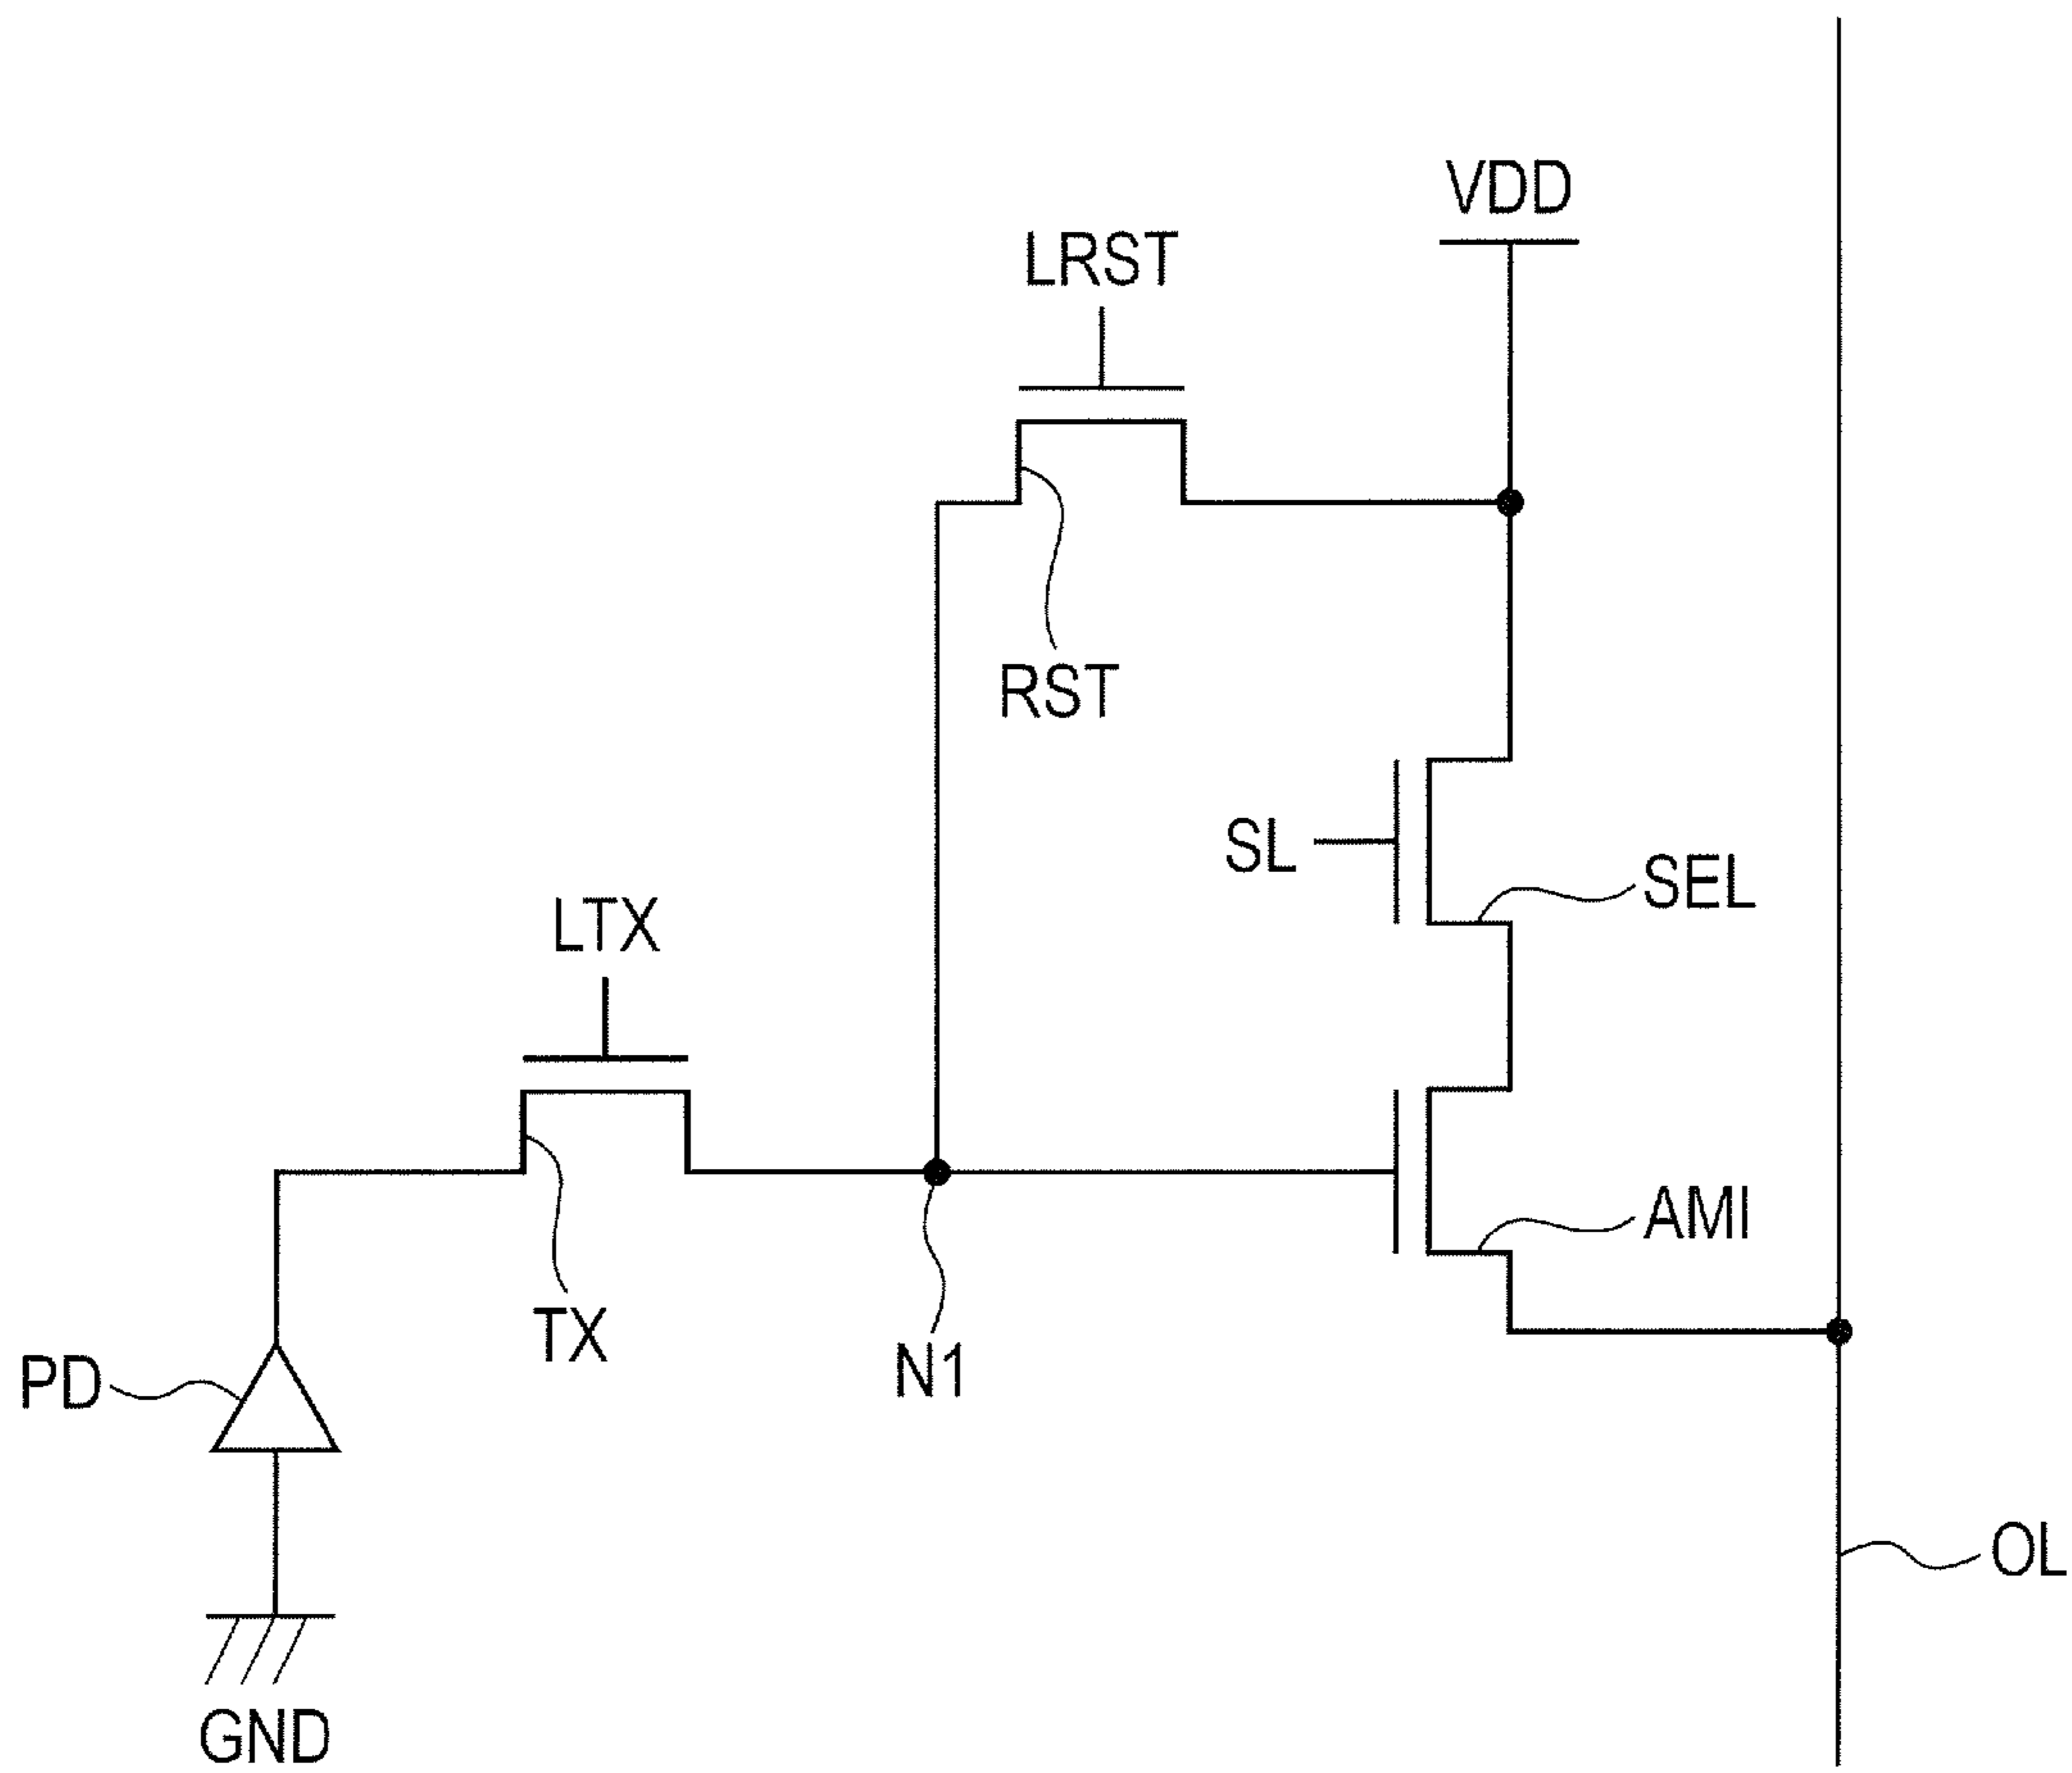 VDD
LRST
RST
SL
SEL
LTX
AMI
TX
N1
PD
OL
GND